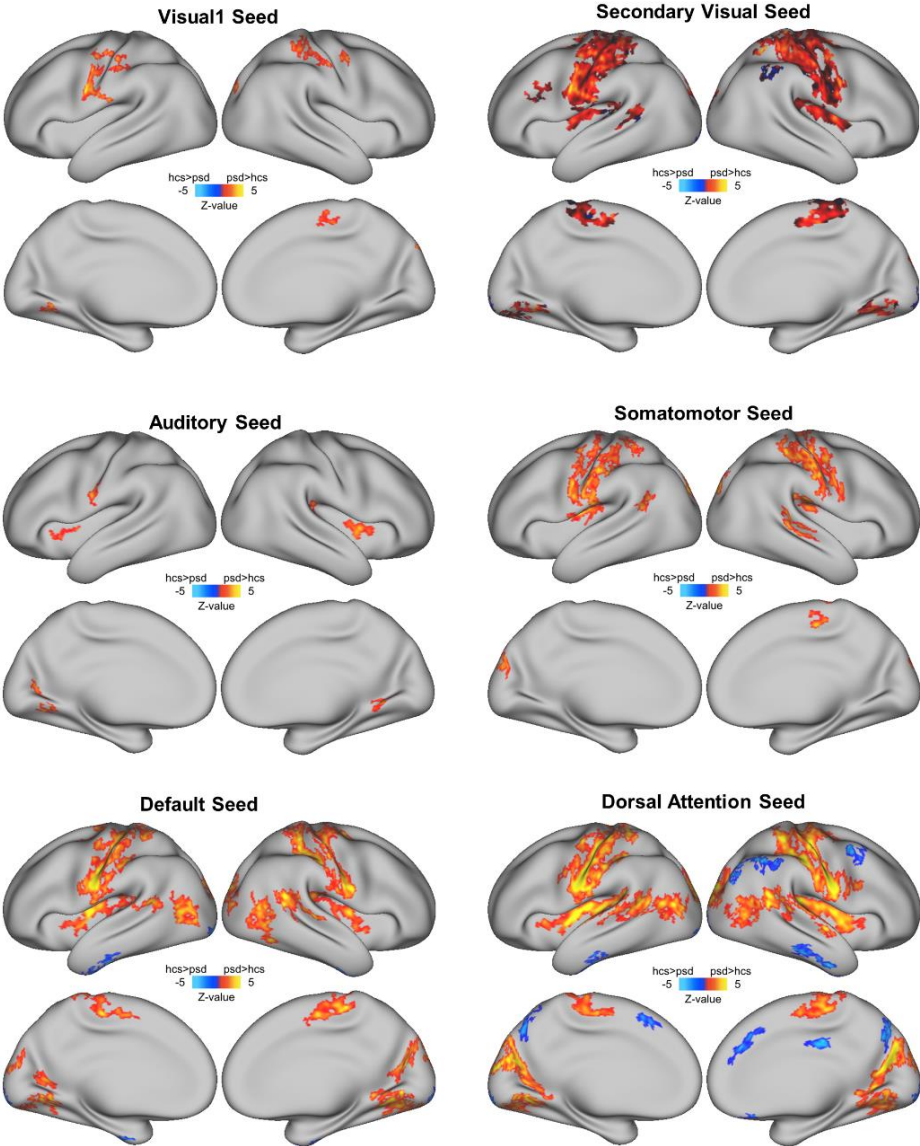 Visual1 Seed
hcs>psd psd>hcs
-5 5
Z-value
Secondary Visual Seed
hcs>psd psd>hcs
-5 5
Z-value
Auditory Seed
hcs>psd psd>hcs
-5 5
Z-value
Somatomotor Seed
hcs>psd psd>hcs
-5 5
Z-value
Default Seed
hcs>psd psd>hcs
-5 5
Z-value
Dorsal Attention Seed
hcs>psd psd>hcs
-5 5
Z-value